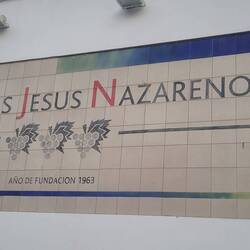 S JESUS NAZARENO
AÑO DE FUNDACION 1963